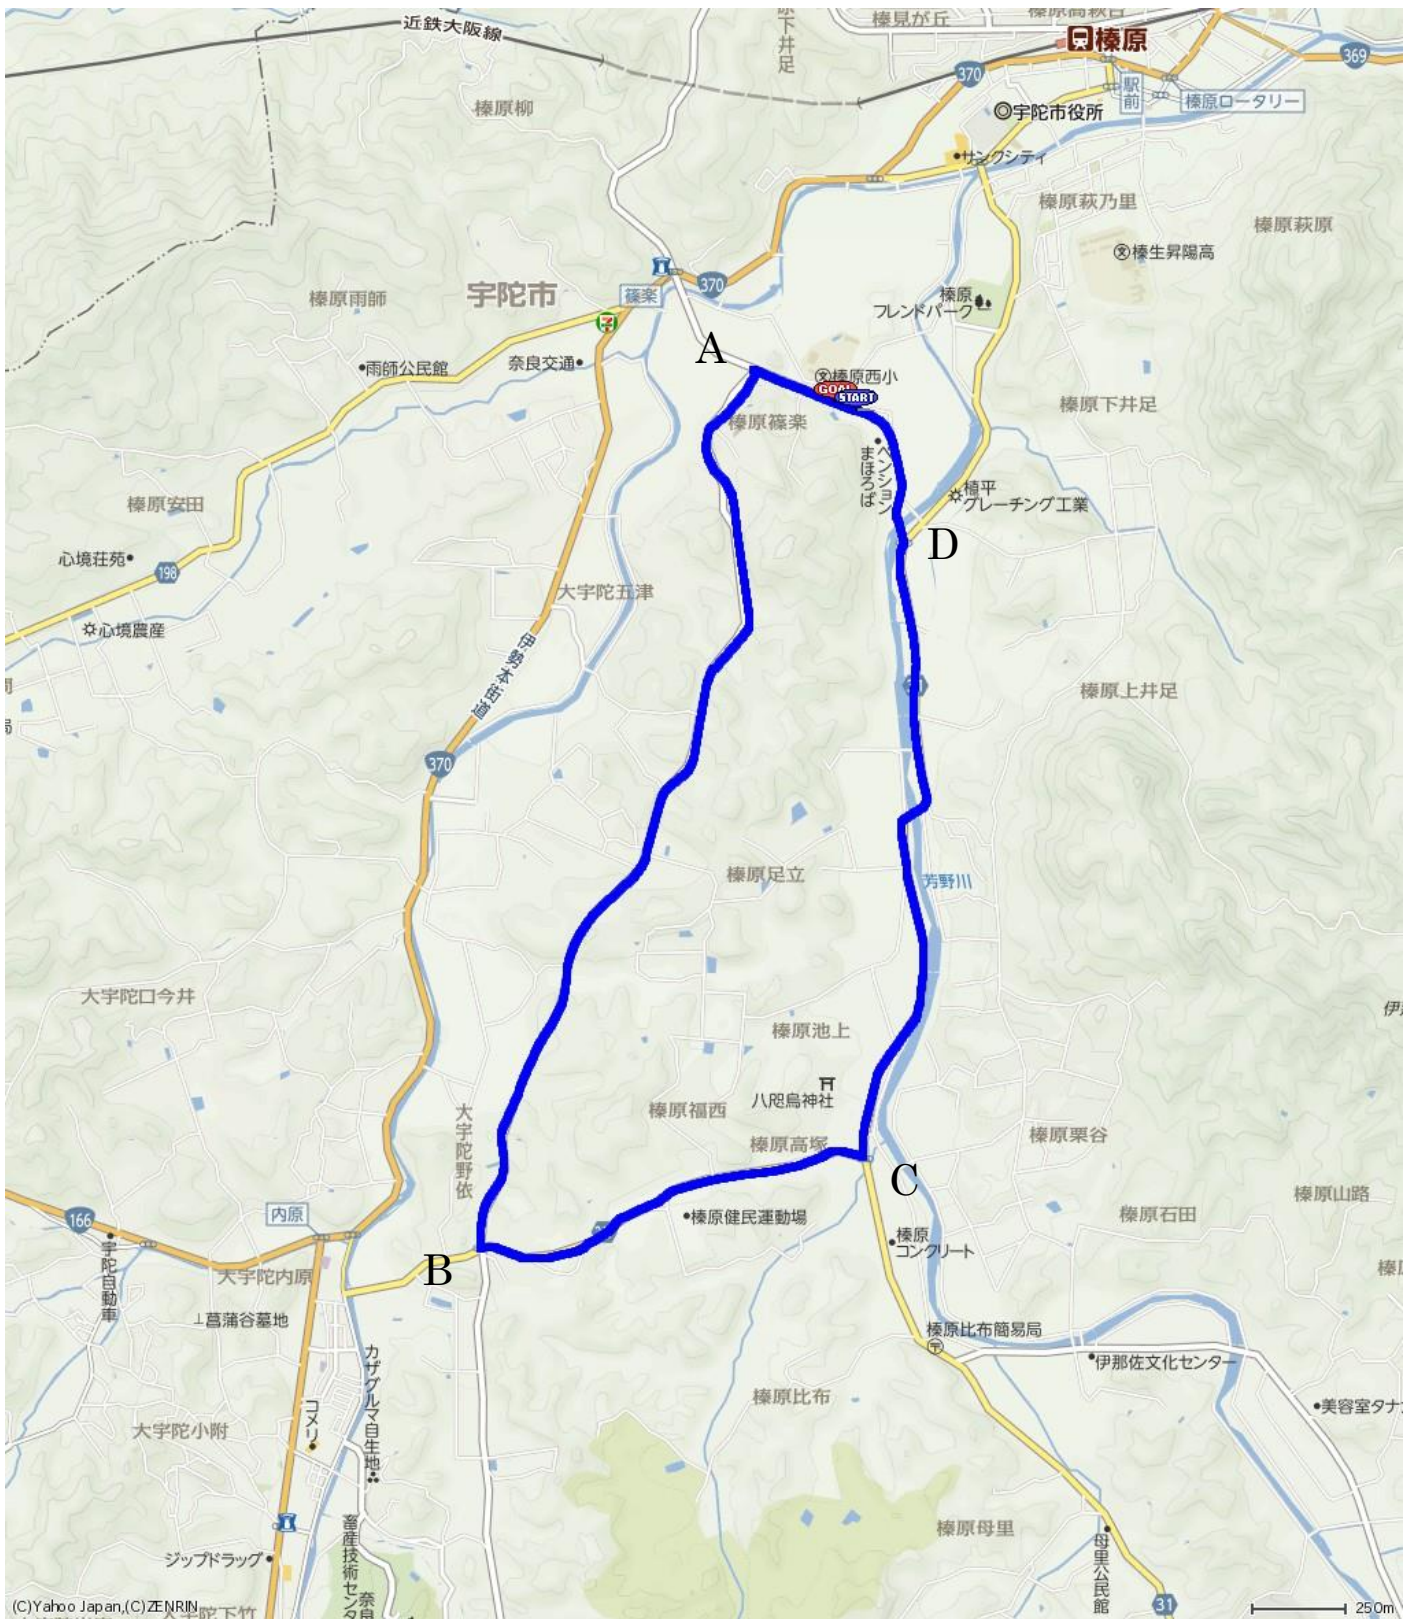 近鉄大阪線
榛見が丘
榛原
369
370
駅前
榛原ロータリー
榛原柳
宇陀市役所
サンクシティ
榛原萩乃里
榛原萩原
榛生昇陽高
370
宇陀市
篠楽
榛原雨師
榛原
フレンドパーク
A
雨師公民館
奈良交通
榛原西小
GOAL
START
榛原下井足
榛原篠楽
ペンション
まほろば
榛原安田
植平
グレーチング工業
D
心境荘苑
198
大宇陀五津
心境農産
伊勢本街道
榛原上井足
370
榛原足立
芳野川
大宇陀口今井
榛原池上
八咫烏神社
榛原福西
大宇陀野依
榛原高塚
榛原栗谷
C
榛原山路
榛原石田
166
内原
榛原健民運動場
榛原
コンクリート
宇陀自動車
B
大宇陀内原
菖蒲谷墓地
榛原比布簡易局
伊那佐文化センター
カザグルマ自生地
榛原比布
コメリ
大宇陀小附
美容室タナ
榛原母里
畜産技術センタ
母里公民館
ジップドラッグ
31
(C)Yahoo Japan,(C)ZENRIN
大宇陀下竹
250m